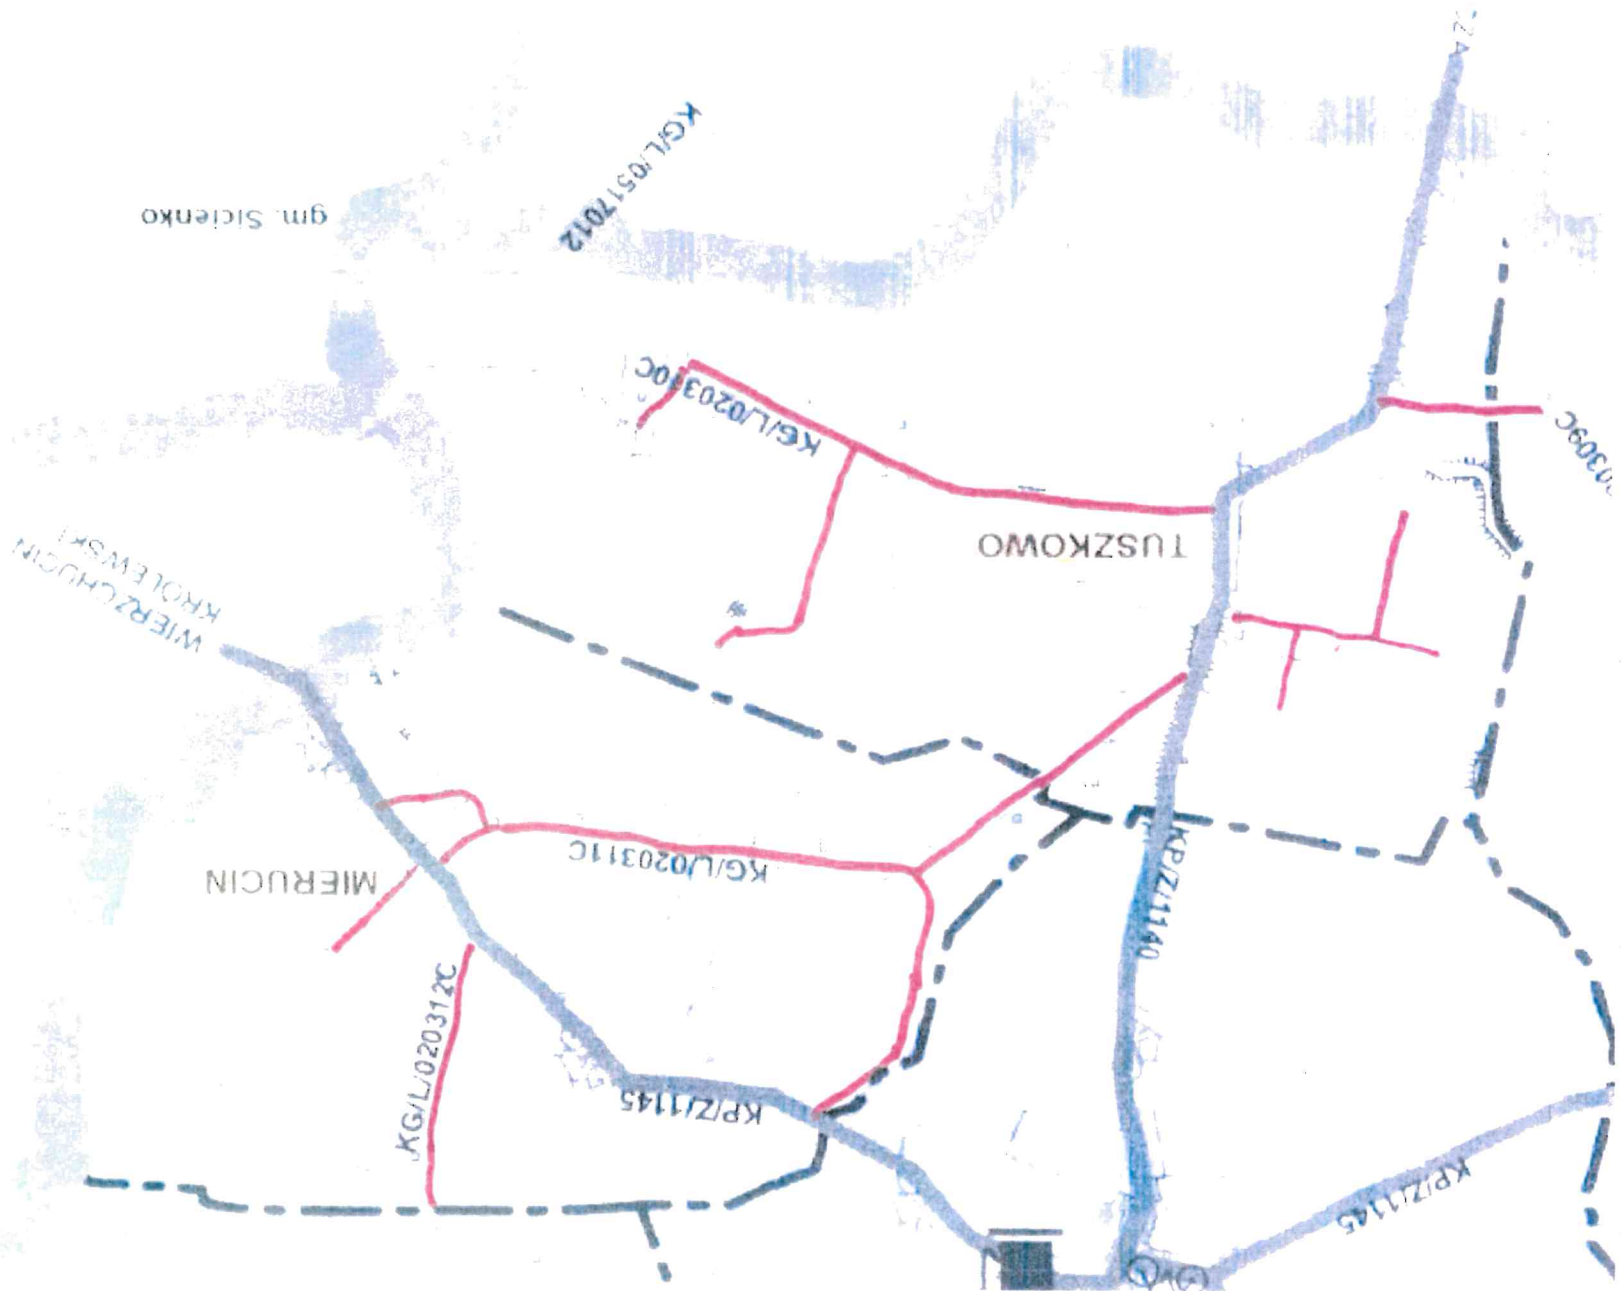 KP/Z/1145
KP/Z/1145
KG/L/020312C
KP/Z/1140
MIERUCIN
KG/L/020311C
WIERZCHUCIN
KRÓLEWSKI
TUSZKOWO
KG/L/020310C
gm. Sicienko
KG/L/0517012